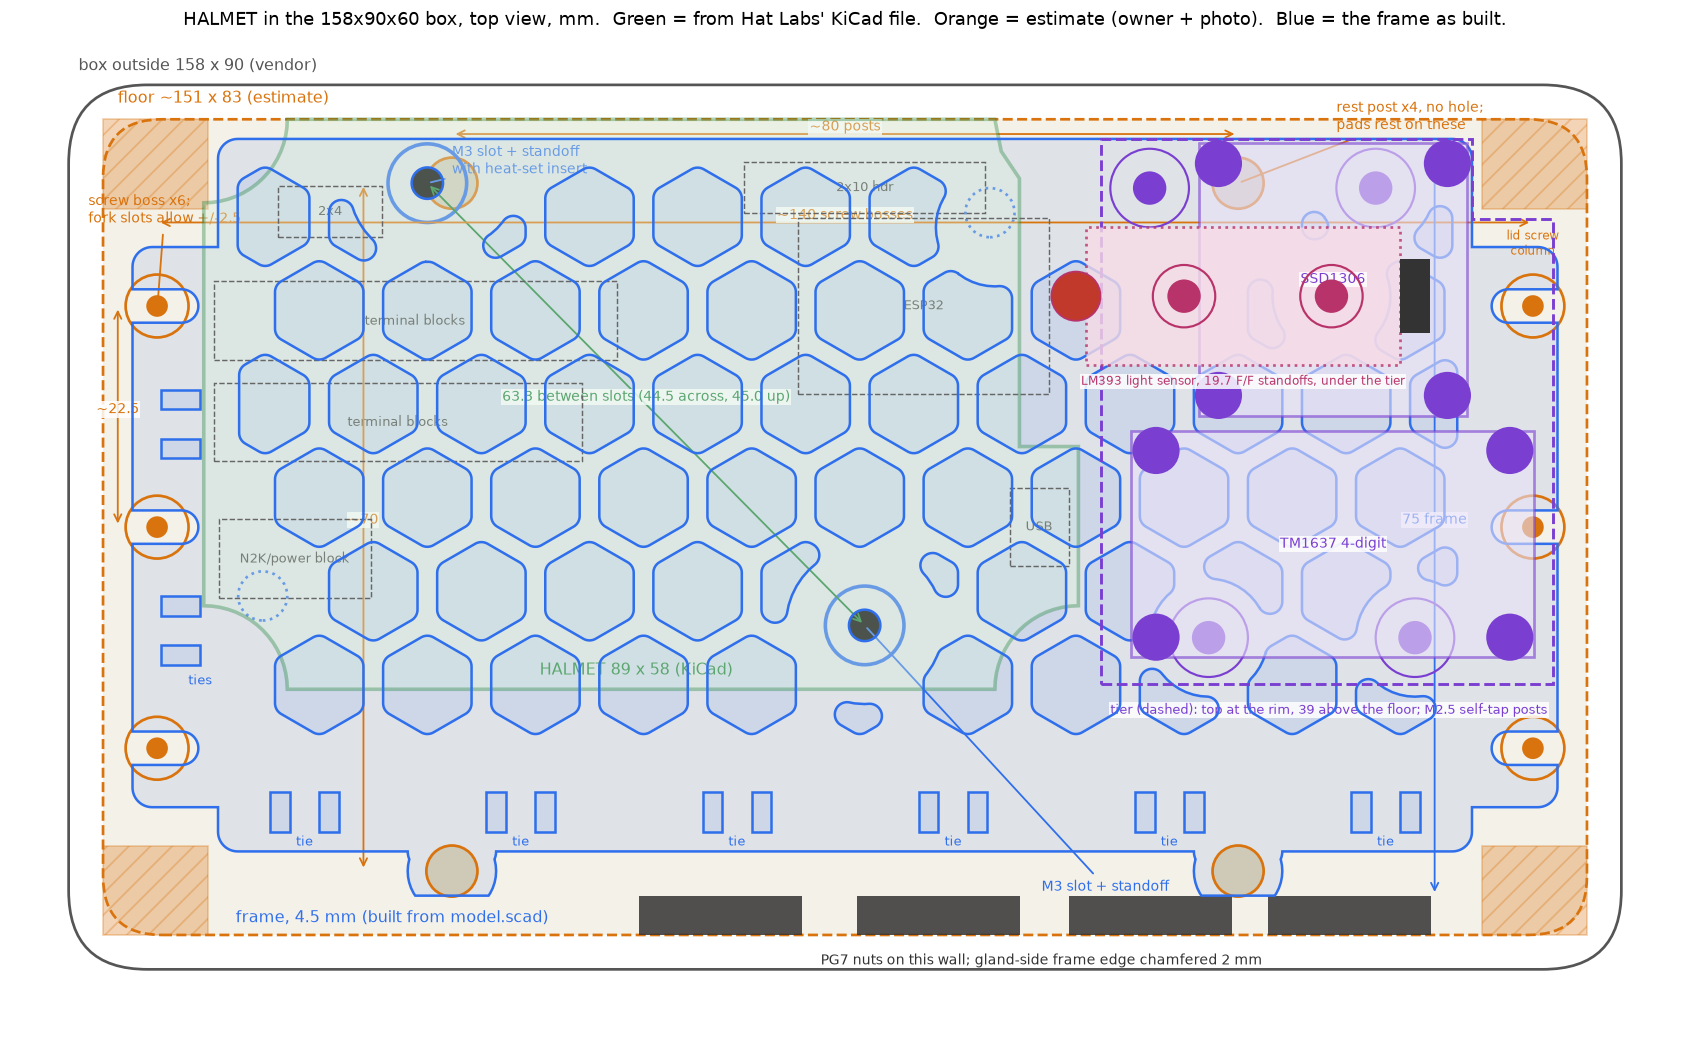 HALMET in the 158x90x60 box, top view, mm.  Green = from Hat Labs' KiCad file.  Orange = estimate (owner + photo).  Blue = the frame as built.
box outside 158 x 90 (vendor)
floor ~151 x 83 (estimate)
rest post x4, no hole;
pads rest on these
~80 posts
M3 slot + standoff
with heat-set insert
2x10 hdr
screw boss x6;
fork slots allow +/-2.5
2x4
~140 screw bosses
lid screw
column
SSD1306
ESP32
terminal blocks
LM393 light sensor, 19.7 F/F standoffs, under the tier
63.3 between slots (44.5 across, 45.0 up)
~22.5
terminal blocks
~70
75 frame
USB
TM1637 4-digit
N2K/power block
HALMET 89 x 58 (KiCad)
ties
tier (dashed): top at the rim, 39 above the floor; M2.5 self-tap posts
tie
tie
tie
tie
tie
tie
M3 slot + standoff
frame, 4.5 mm (built from model.scad)
PG7 nuts on this wall; gland-side frame edge chamfered 2 mm